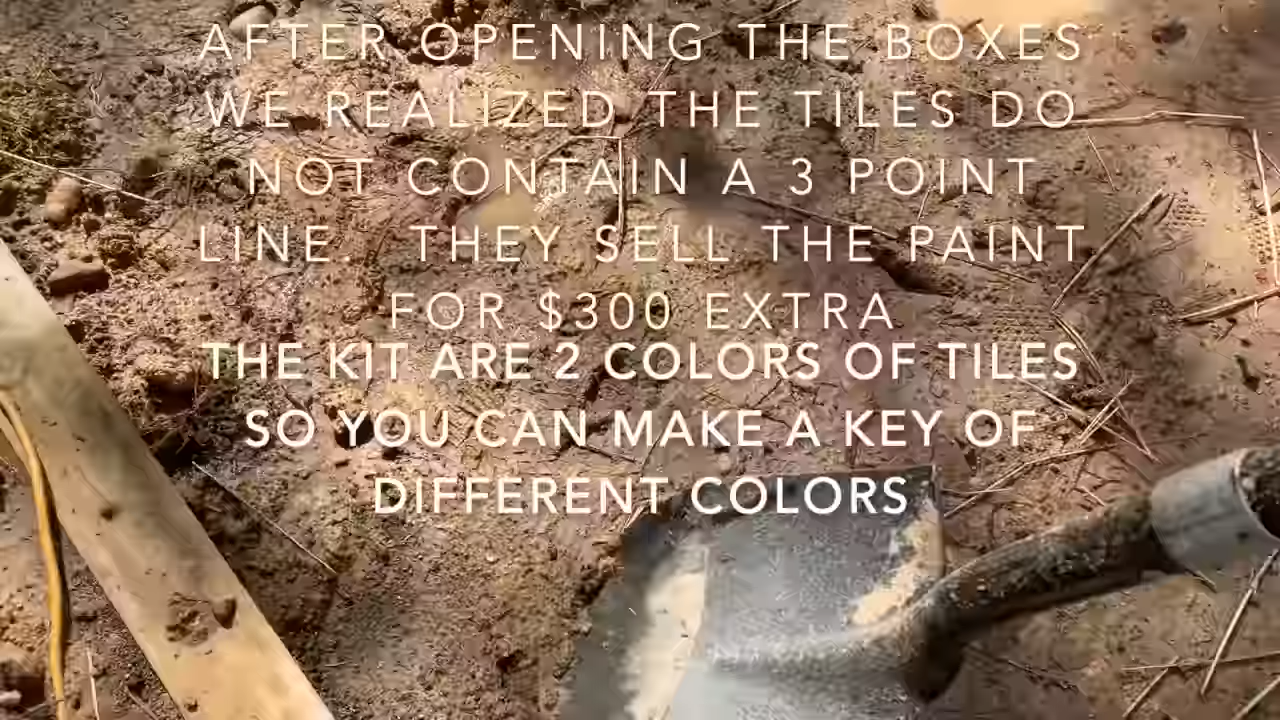 AFTER OPENING THE BOXES
WE REALIZED THE TILES DO
NOT CONTAIN A 3 POINT
LINE. THEY SELL THE PAINT
FOR $300 EXTRA
THE KIT ARE 2 COLORS OF TILES
SO YOU CAN MAKE A KEY OF
DIFFERENT COLORS